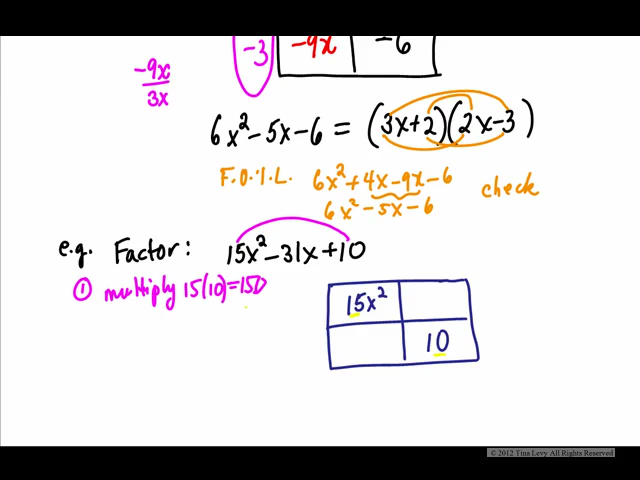 -3 -9x -6
-9x
3x
6x² - 5x - 6 = (3x+2)(2x-3)
F.O.I.L. 6x² + 4x - 9x - 6
6x² - 5x - 6 check
e.g. Factor: 15x² - 31x + 10
① multiply 15(10)=150
15x²
10
© 2012 Tina Levy All Rights Reserved